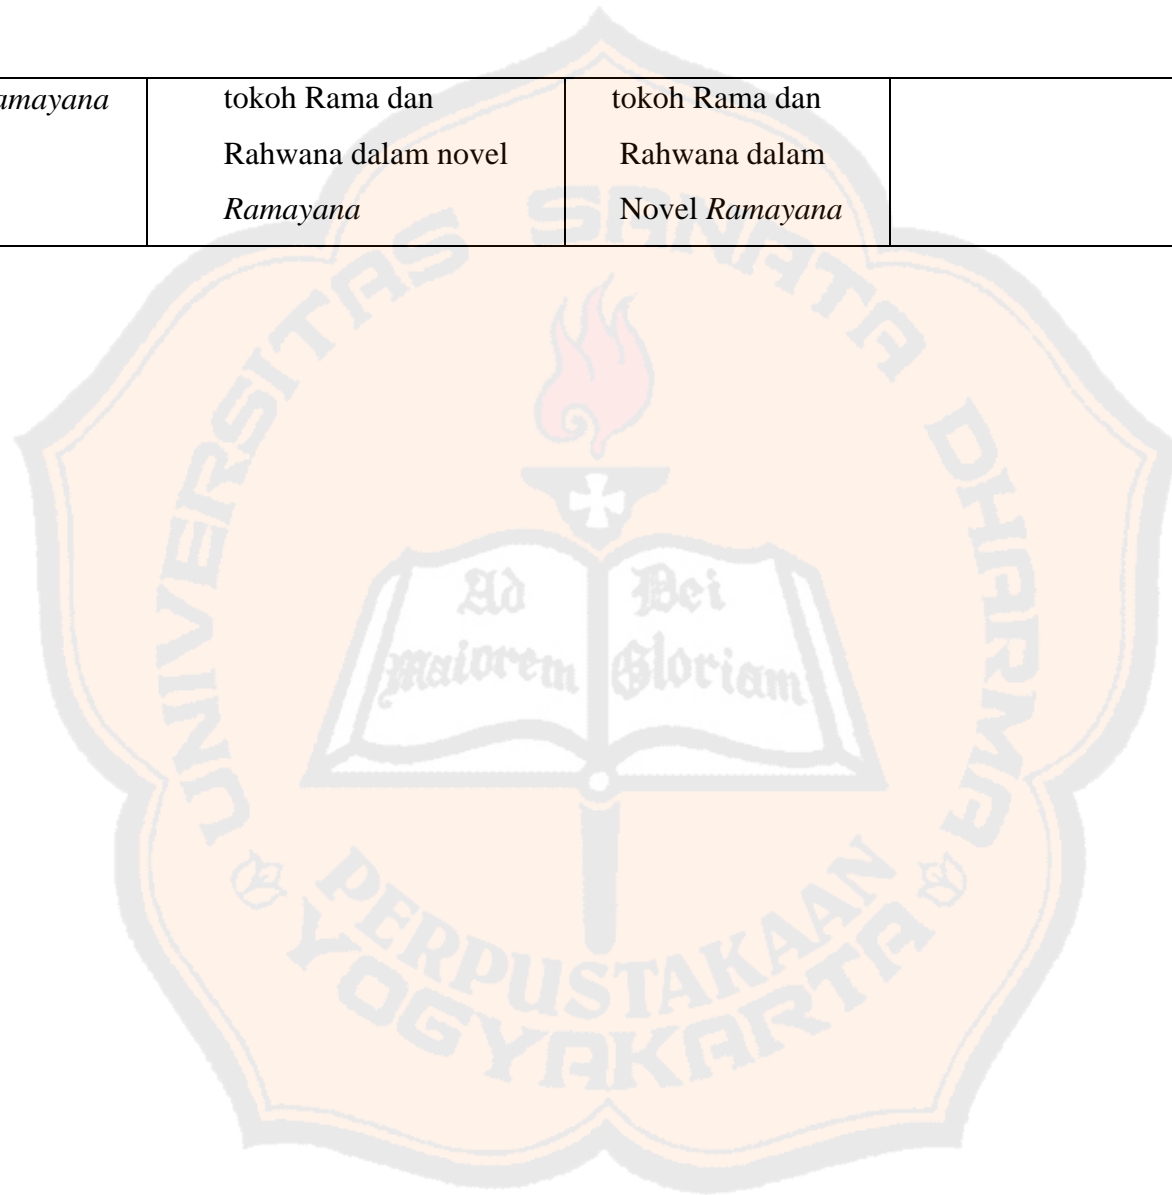 amayana tokoh Rama dan tokoh Rama dan
Rahwana dalam novel Rahwana dalam
Ramayana Novel Ramayana
UNIVERSITAS SANATA DHARMA
Ad Dei
Maiorem Gloriam
PERPUSTAKAAN
YOGYAKARTA